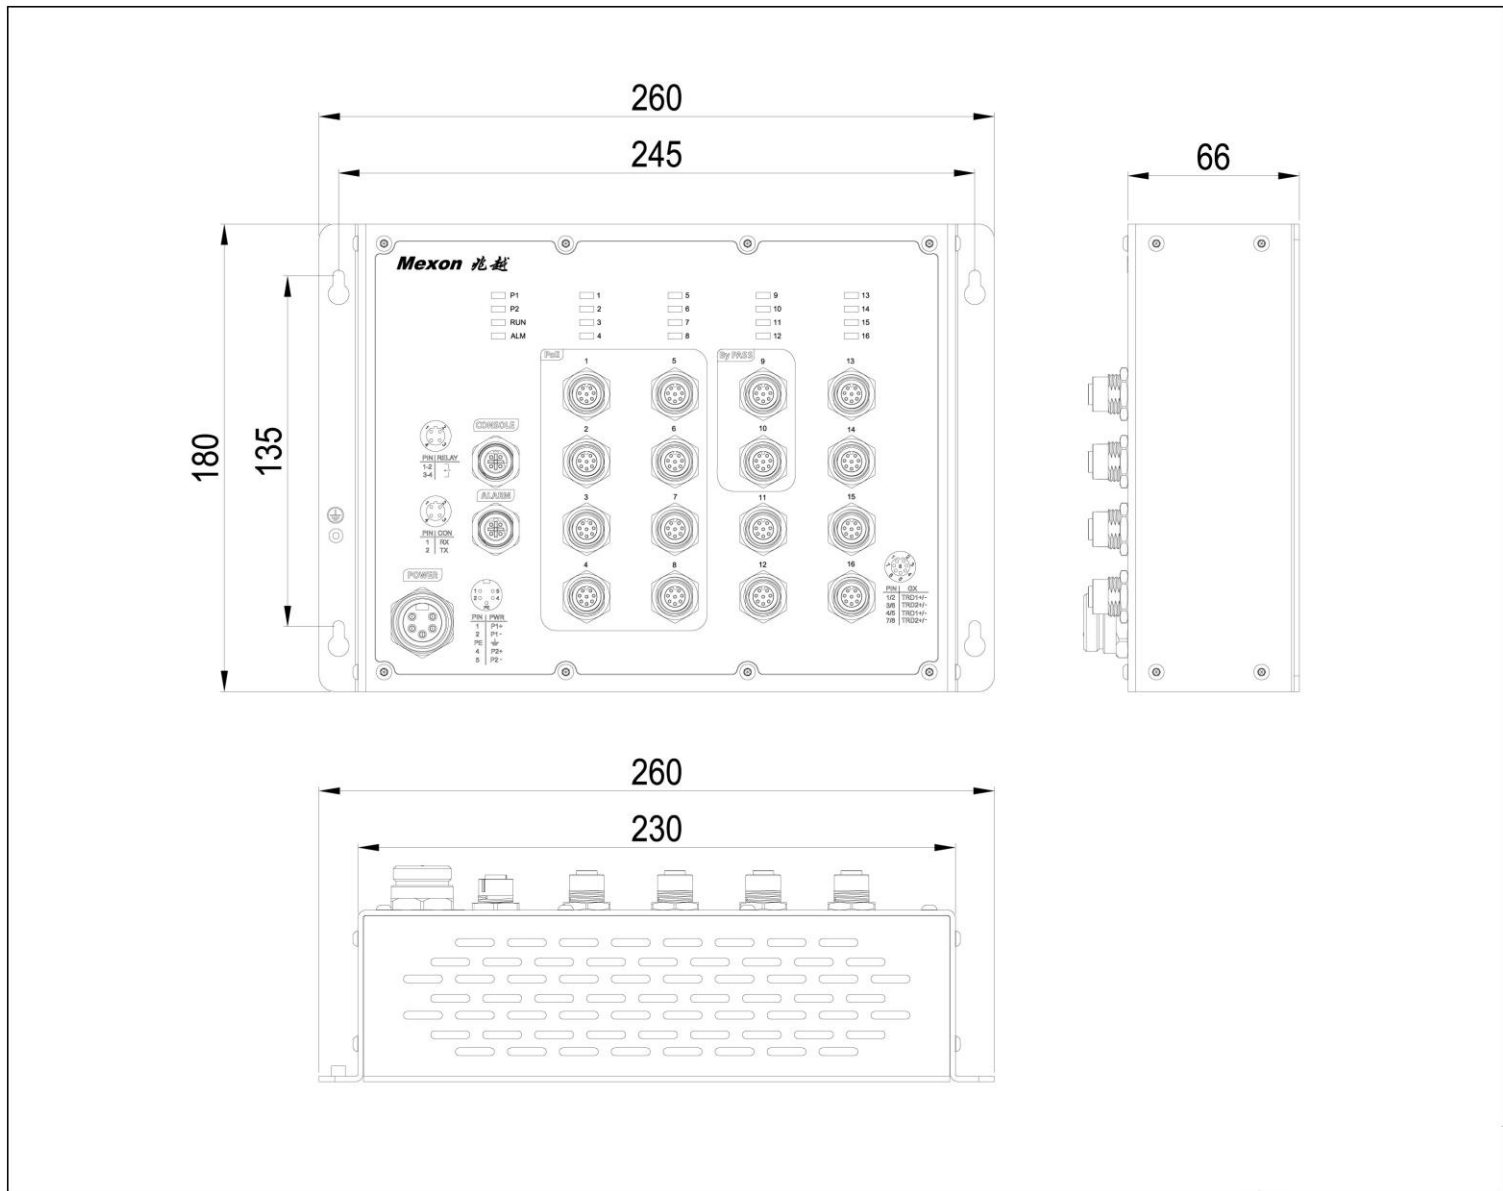 260
245
66
180
135
Mexon 兆越
P1 1 5 9 13
P2 2 6 10 14
RUN 3 7 11 15
ALM 4 8 12 16
PoE
By PASS
1 5 9 13
CONSOLE
2 6 10 14
PIN RELAY
1-2
3-4
ALARM
3 7 11 15
PIN CON
1 RX
2 TX
4 8 12 16
POWER
PIN GX
1/2 TRD1+/-
3/6 TRD2+/-
4/5 TRD1+/-
7/8 TRD2+/-
PIN PWR
1 P1+
2 P1-
PE
4 P2+
P2-
260
230